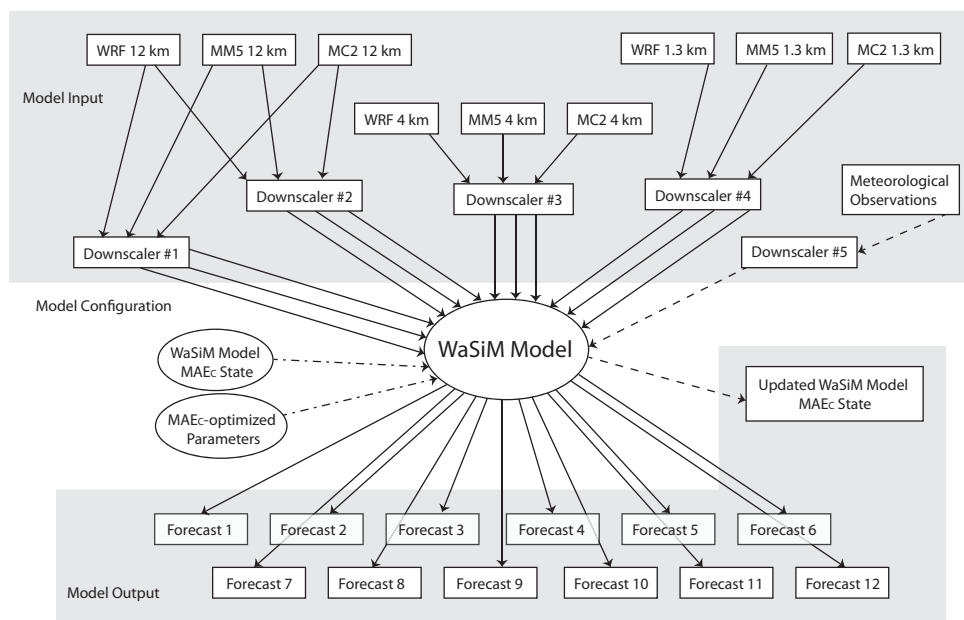 WRF 12 km
MM5 12 km
MC2 12 km
WRF 1.3 km
MM5 1.3 km
MC2 1.3 km
Model Input
WRF 4 km
MM5 4 km
MC2 4 km
Downscaler #2
Downscaler #3
Downscaler #4
Meteorological
Observations
Downscaler #1
Downscaler #5
Model Configuration
WaSiM Model
WaSiM Model
MAEC State
MAEC-optimized
Parameters
Updated WaSiM Model
MAEC State
Forecast 1
Forecast 2
Forecast 3
Forecast 4
Forecast 5
Forecast 6
Forecast 7
Forecast 8
Forecast 9
Forecast 10
Forecast 11
Forecast 12
Model Output